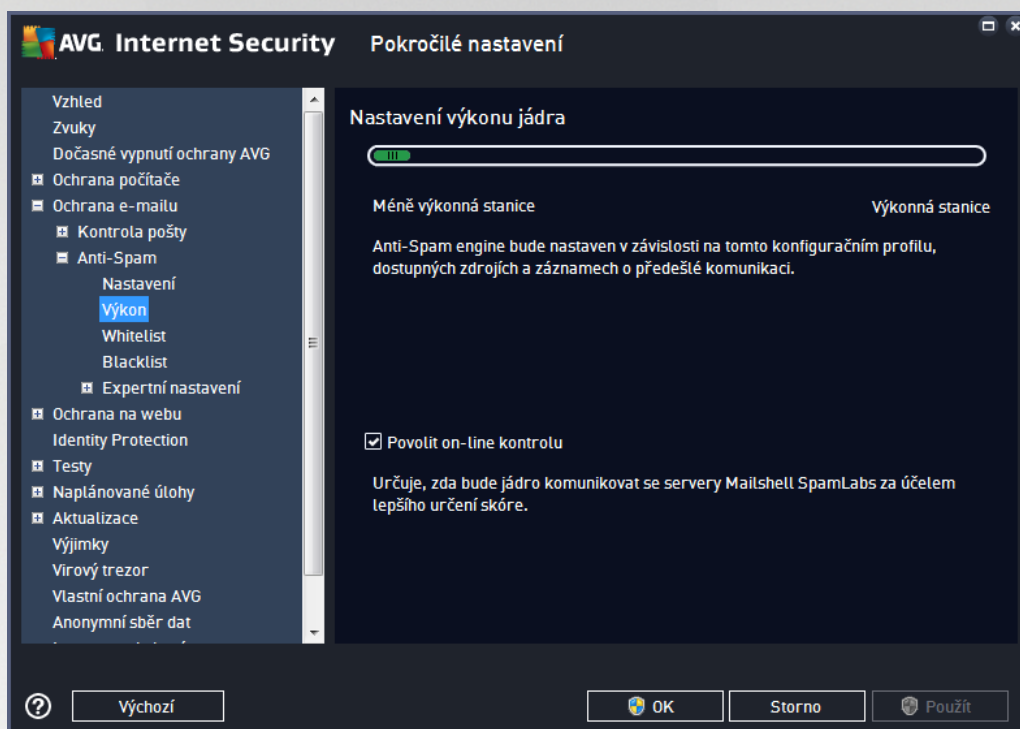 AVG. Internet Security Pokročilé nastavení
Vzhled
Zvuky
Dočasné vypnutí ochrany AVG
Ochrana počítače
Ochrana e-mailu
Kontrola pošty
Anti-Spam
Nastavení
Výkon
Whitelist
Blacklist
Expertní nastavení
Ochrana na webu
Identity Protection
Testy
Naplánované úlohy
Aktualizace
Výjimky
Virový trezor
Vlastní ochrana AVG
Anonymní sběr dat
Nastavení výkonu jádra
Méně výkonná stanice Výkonná stanice
Anti-Spam engine bude nastaven v závislosti na tomto konfiguračním profilu,
dostupných zdrojích a záznamech o předešlé komunikaci.
Povolit on-line kontrolu
Určuje, zda bude jádro komunikovat se servery Mailshell SpamLabs za účelem
lepšího určení skóre.
? Výchozí OK Storno Použít